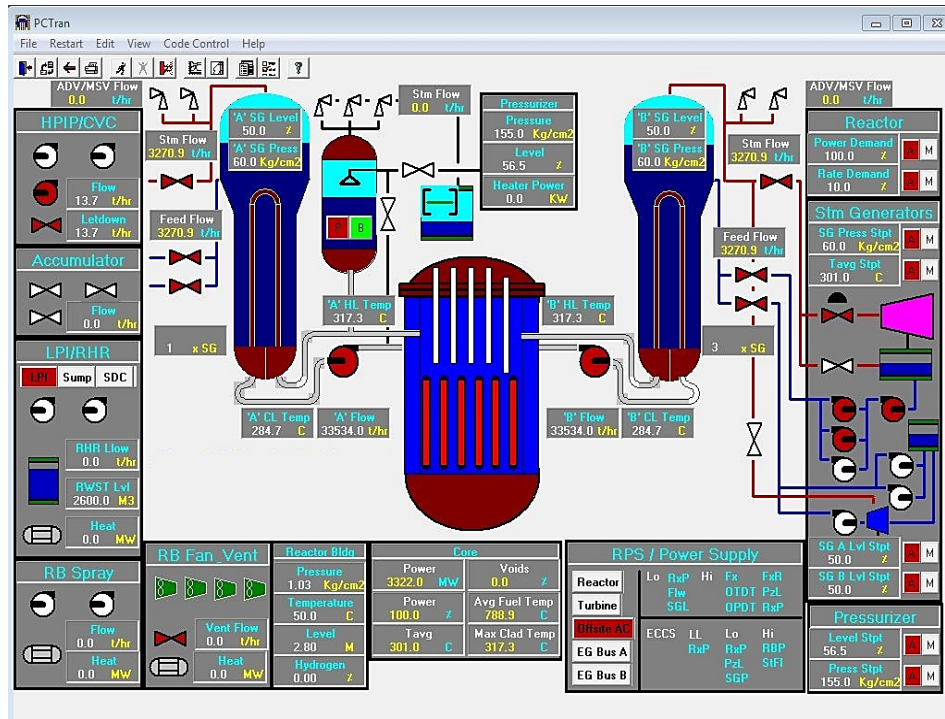 PCTran
File Restart Edit View Code Control Help
ADV/MSV Flow
0.0 t/hr
HPIP/CVC
Flow
13.7 t/hr
Letdown
13.7 t/hr
Accumulator
Flow
0.0 t/hr
LPI/RHR
LPI Sump SDC
RHR Llow
0.0 t/hr
RWST Lvl
2600.0 M3
Heat
0.0 MW
RB Spray
Flow
0.0 t/hr
Heat
0.0 MW
Stm Flow
3270.9 t/hr
Feed Flow
3270.9 t/hr
1 x SG
'A' SG Level
50.0 %
'A' SG Press
60.0 Kg/cm2
Stm Flow
0.0 t/hr
P B
Pressurizer
Pressure
155.0 Kg/cm2
Level
56.5 %
Heater Power
0.0 KW
'A' HL Temp
317.3 C
'B' HL Temp
317.3 C
'A' CL Temp
284.7 C
'A' Flow
33534.0 t/hr
'B' Flow
33534.0 t/hr
'B' CL Temp
284.7 C
'B' SG Level
50.0 %
'B' SG Press
60.0 Kg/cm2
Stm Flow
3270.9 t/hr
Feed Flow
3270.9 t/hr
3 x SG
ADV/MSV Flow
0.0 t/hr
Reactor
Power Demand
100.0 % A M
Rate Demand
10.0 % A M
Stm Generators
SG Press Stpt
60.0 Kg/cm2 A M
Tavg Stpt
301.0 C A M
SG A Lvl Stpt
50.0 % A M
SG B Lvl Stpt
50.0 % A M
Pressurizer
Level Stpt
56.5 % A M
Press Stpt
155.0 Kg/cm2 A M
RB Fan_Vent
Vent Flow
0.0 t/hr
Heat
0.0 MW
Reactor Bldg
Pressure
1.03 Kg/cm2
Temperature
50.0 C
Level
2.80 M
Hydrogen
0.00 %
Core
Power
3322.0 MW
Voids
0.0 %
Power
100.0 %
Avg Fuel Temp
788.9 C
Tavg
301.0 C
Max Clad Temp
317.3 C
RPS / Power Supply
Reactor
Turbine
Offsite AC
EG Bus A
EG Bus B
Lo RxP Hi Fx FxR
Flw OTDT PzL
SGL OPDT RxP
ECCS LL Lo Hi
RxP RxP RBP
PzL StFl
SGP